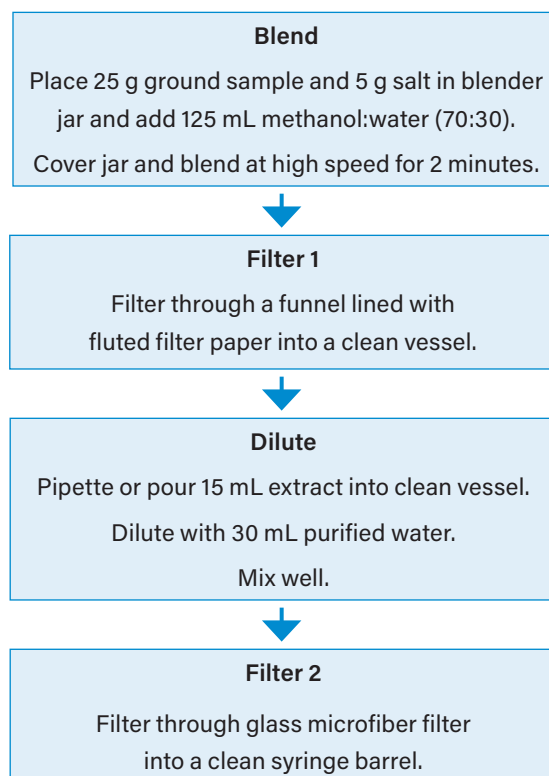 Blend
Place 25 g ground sample and 5 g salt in blender
jar and add 125 mL methanol:water (70:30).
Cover jar and blend at high speed for 2 minutes.
Filter 1
Filter through a funnel lined with
fluted filter paper into a clean vessel.
Dilute
Pipette or pour 15 mL extract into clean vessel.
Dilute with 30 mL purified water.
Mix well.
Filter 2
Filter through glass microfiber filter
into a clean syringe barrel.